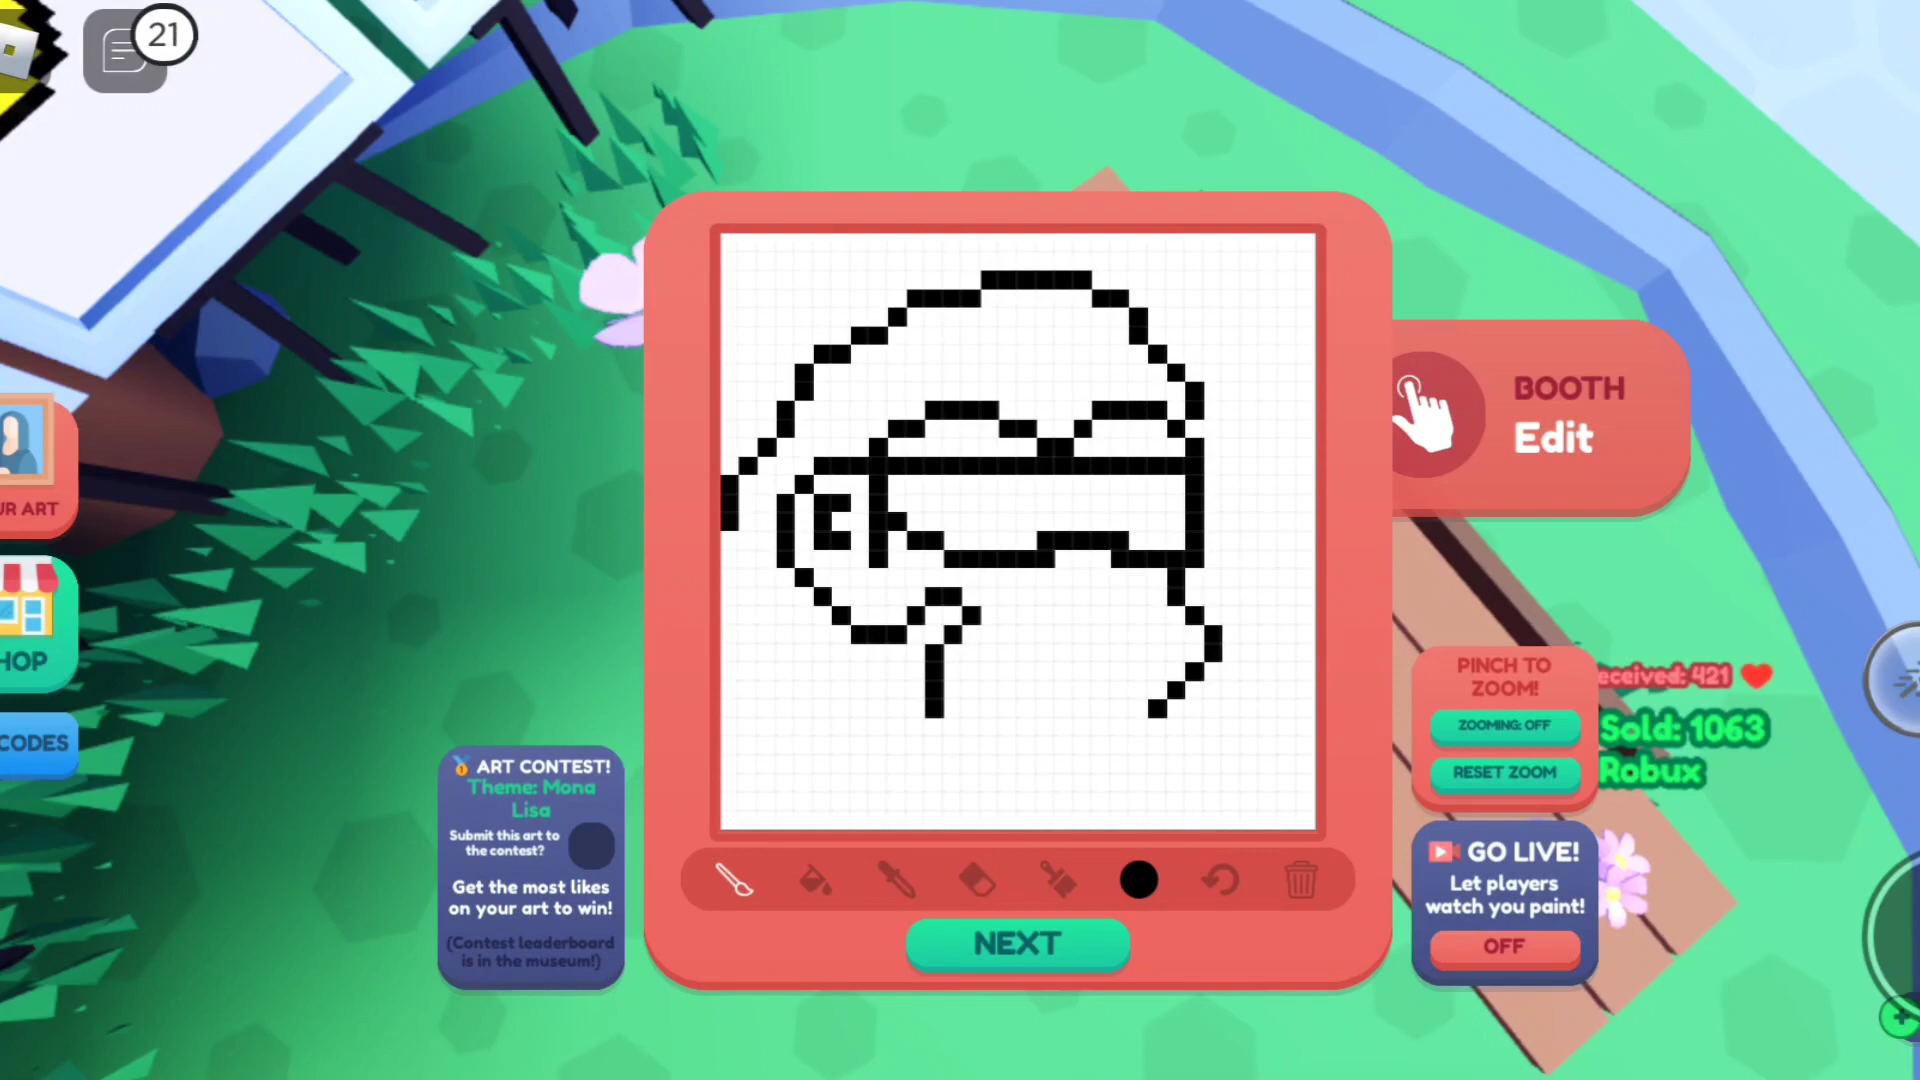 21
BOOTH
Edit
UR ART
HOP
CODES
ART CONTEST!
Theme: Mona
Lisa
Submit this art to
the contest?
Get the most likes
on your art to win!
(Contest leaderboard
is in the museum!)
NEXT
PINCH TO
ZOOM!
ZOOMING: OFF
RESET ZOOM
eceived: 421
Sold: 1063
Robux
GO LIVE!
Let players
watch you paint!
OFF